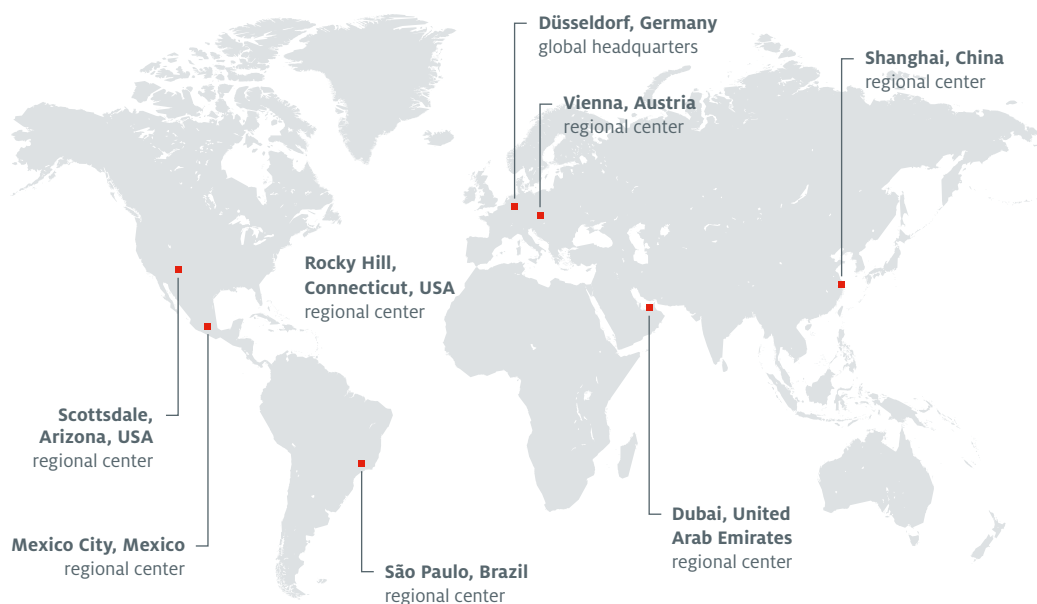 Düsseldorf, Germany
global headquarters
Shanghai, China
regional center
Vienna, Austria
regional center
Rocky Hill,
Connecticut, USA
regional center
Scottsdale,
Arizona, USA
regional center
Mexico City, Mexico
regional center
São Paulo, Brazil
regional center
Dubai, United
Arab Emirates
regional center